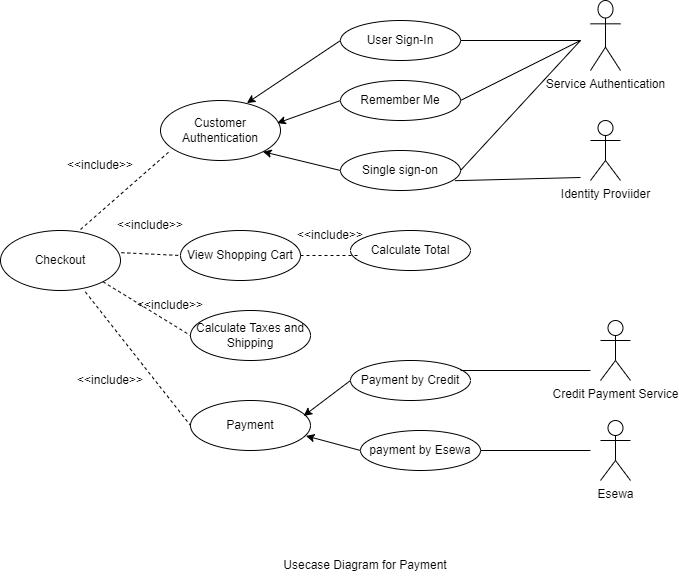 User Sign-In
Service Authentication
Remember Me
Customer
Authentication
<<include>>
Single sign-on
Identity Proviider
<<include>>
<<include>>
Checkout
View Shopping Cart
Calculate Total
<<include>>
Calculate Taxes and
Shipping
<<include>>
Payment by Credit
Credit Payment Service
Payment
payment by Esewa
Esewa
Usecase Diagram for Payment